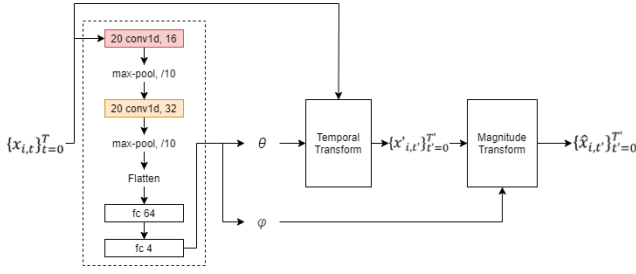 20 conv1d, 16
max-pool, /10
20 conv1d, 32
max-pool, /10
Flatten
fc 64
fc 4
{x_{i,t}}_{t=0}^{T}
θ
φ
Temporal
Transform
{x'_{i,t'}}_{t'=0}^{T'}
Magnitude
Transform
{x̂_{i,t'}}_{t'=0}^{T'}